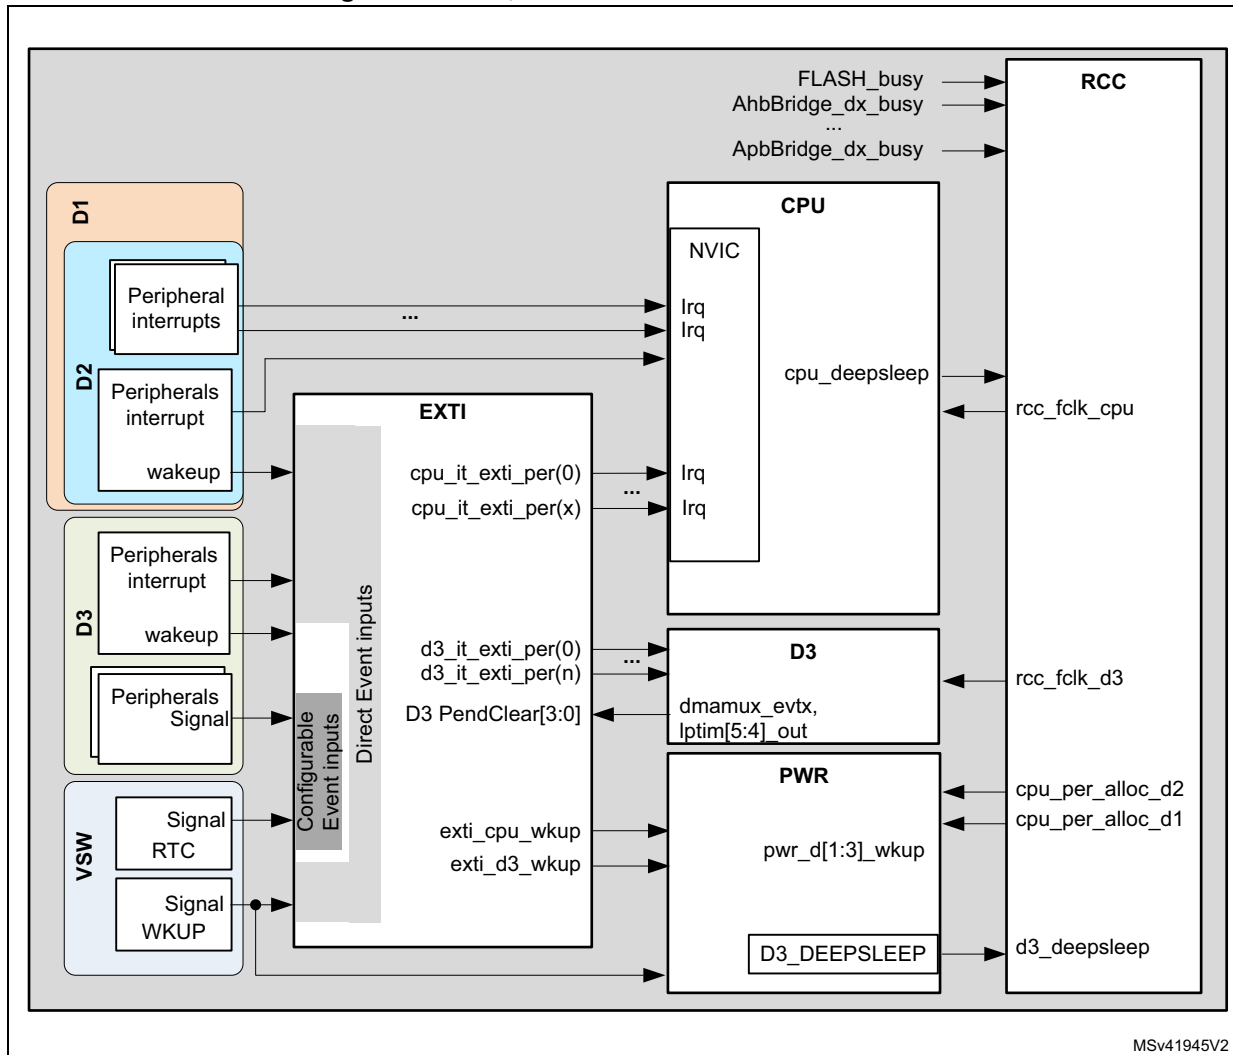 FLASH_busy
AhbBridge_dx_busy
...
ApbBridge_dx_busy
RCC
D1
D2
Peripheral
interrupts
...
Peripherals
interrupt
wakeup
CPU
NVIC
Irq
Irq
Irq
Irq
cpu_deepsleep
rcc_fclk_cpu
EXTI
cpu_it_exti_per(0)
...
cpu_it_exti_per(x)
D3
Peripherals
interrupt
wakeup
Peripherals
Signal
Direct Event inputs
Configurable
Event inputs
d3_it_exti_per(0)
...
d3_it_exti_per(n)
D3 PendClear[3:0]
D3
dmamux_evtx,
lptim[5:4]_out
rcc_fclk_d3
VSW
Signal
RTC
Signal
WKUP
exti_cpu_wkup
exti_d3_wkup
PWR
pwr_d[1:3]_wkup
D3_DEEPSLEEP
cpu_per_alloc_d2
cpu_per_alloc_d1
d3_deepsleep
MSv41945V2